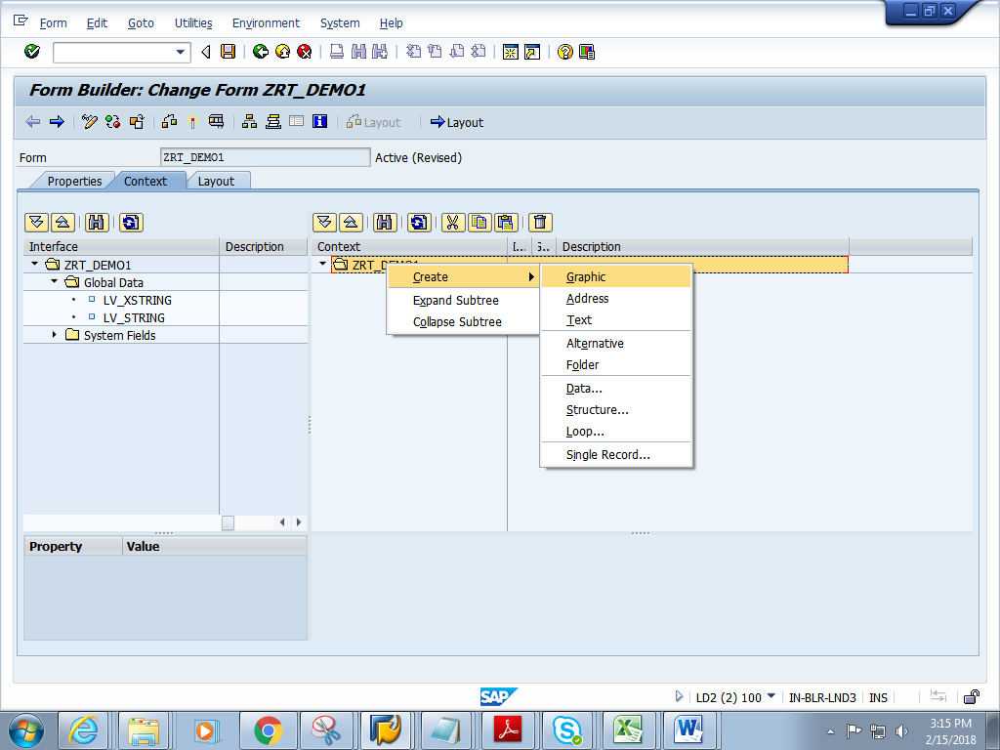 Form Edit Goto Utilities Environment System Help
Form Builder: Change Form ZRT_DEMO1
Layout Layout
Form ZRT_DEMO1 Active (Revised)
Properties Context Layout
Interface Description Context I... S.. Description
ZRT_DEMO1
Global Data
LV_XSTRING
LV_STRING
System Fields
ZRT_DEMO1
Create
Expand Subtree
Collapse Subtree
Graphic
Address
Text
Alternative
Folder
Data...
Structure...
Loop...
Single Record...
Property Value
SAP
LD2 (2) 100 IN-BLR-LND3 INS
3:15 PM
2/15/2018